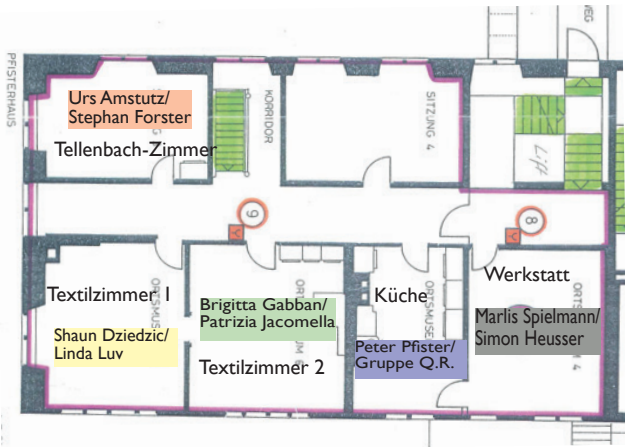 PFISTERHAUS
Urs Amstutz/
Stephan Forster
Tellenbach-Zimmer
KORRIDOR
SITZUNG 4
Lift
9
8
Textilzimmer 1
Shaun Dziedzic/
Linda Luv
Brigitta Gabban/
Patrizia Jacomella
Textilzimmer 2
Küche
Peter Pfister/
Gruppe Q.R.
Werkstatt
Marlis Spielmann/
Simon Heusser